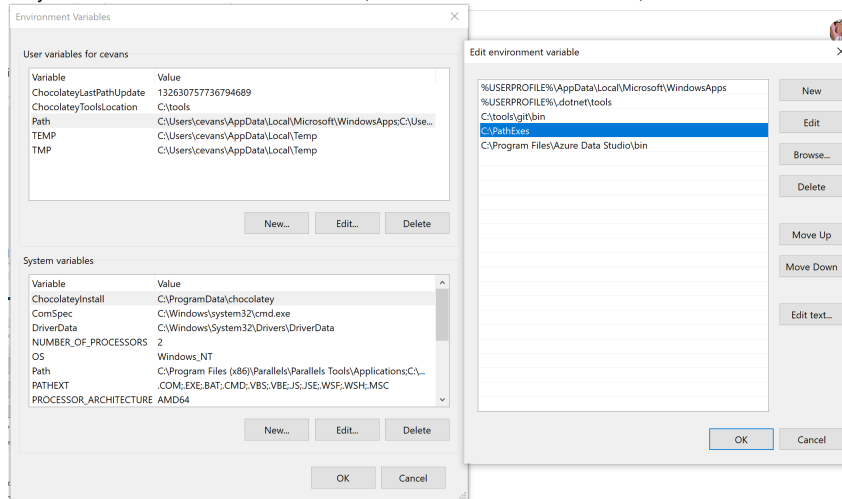 Environment Variables
User variables for cevans
Variable Value
ChocolateyLastPathUpdate 132630757736794689
ChocolateyToolsLocation C:\tools
Path C:\Users\cevans\AppData\Local\Microsoft\WindowsApps;C:\Use...
TEMP C:\Users\cevans\AppData\Local\Temp
TMP C:\Users\cevans\AppData\Local\Temp
New... Edit... Delete
System variables
Variable Value
ChocolateyInstall C:\ProgramData\chocolatey
ComSpec C:\Windows\system32\cmd.exe
DriverData C:\Windows\System32\Drivers\DriverData
NUMBER_OF_PROCESSORS 2
OS Windows_NT
Path C:\Program Files (x86)\Parallels\Parallels Tools\Applications;C:\...
PATHEXT .COM;.EXE;.BAT;.CMD;.VBS;.VBE;.JS;.JSE;.WSF;.WSH;.MSC
PROCESSOR_ARCHITECTURE AMD64
New... Edit... Delete
OK Cancel
Edit environment variable
%USERPROFILE%\AppData\Local\Microsoft\WindowsApps
%USERPROFILE%\.dotnet\tools
C:\tools\git\bin
C:\PathExes
C:\Program Files\Azure Data Studio\bin
New
Edit
Browse...
Delete
Move Up
Move Down
Edit text...
OK Cancel